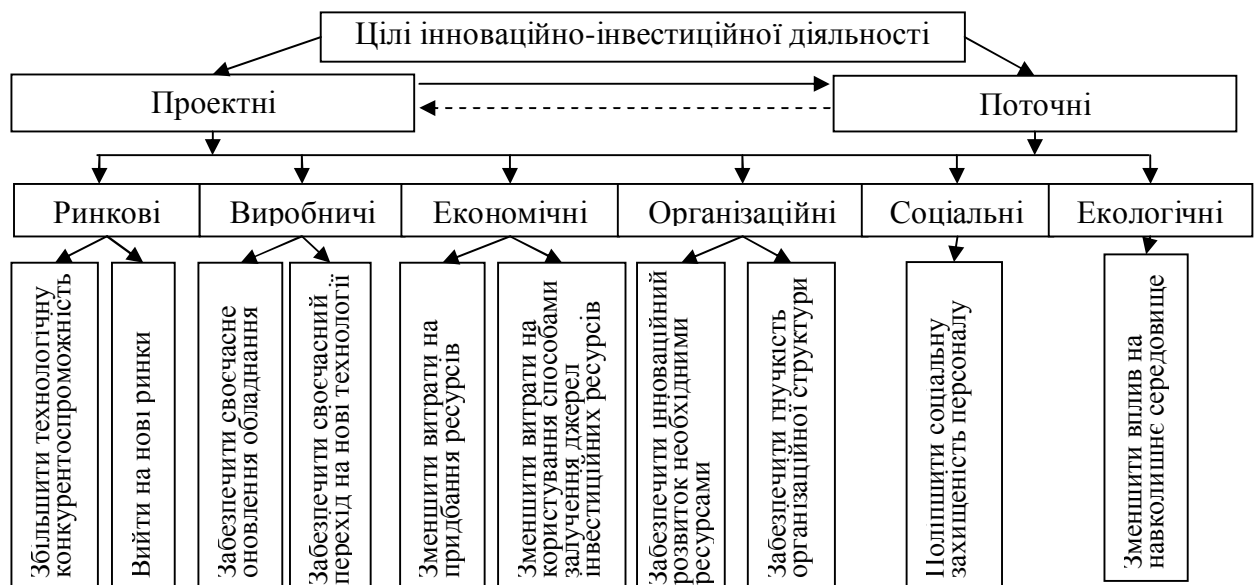 Цілі інноваційно-інвестиційної діяльності
Проектні
Поточні
Ринкові
Виробничі
Економічні
Організаційні
Соціальні
Екологічні
Збільшити технологічну
конкурентоспроможність
Вийти на нові ринки
Забезпечити своєчасне
оновлення обладнання
Забезпечити своєчасний
перехід на нові технології
Зменшити витрати на
придбання ресурсів
Зменшити витрати на
користування способами
залучення джерел
інвестиційних ресурсів
Забезпечити інноваційний
розвиток необхідними
ресурсами
Забезпечити гнучкість
організаційної структури
Поліпшити соціальну
захищеність персоналу
Зменшити вплив на
навколишнє середовище